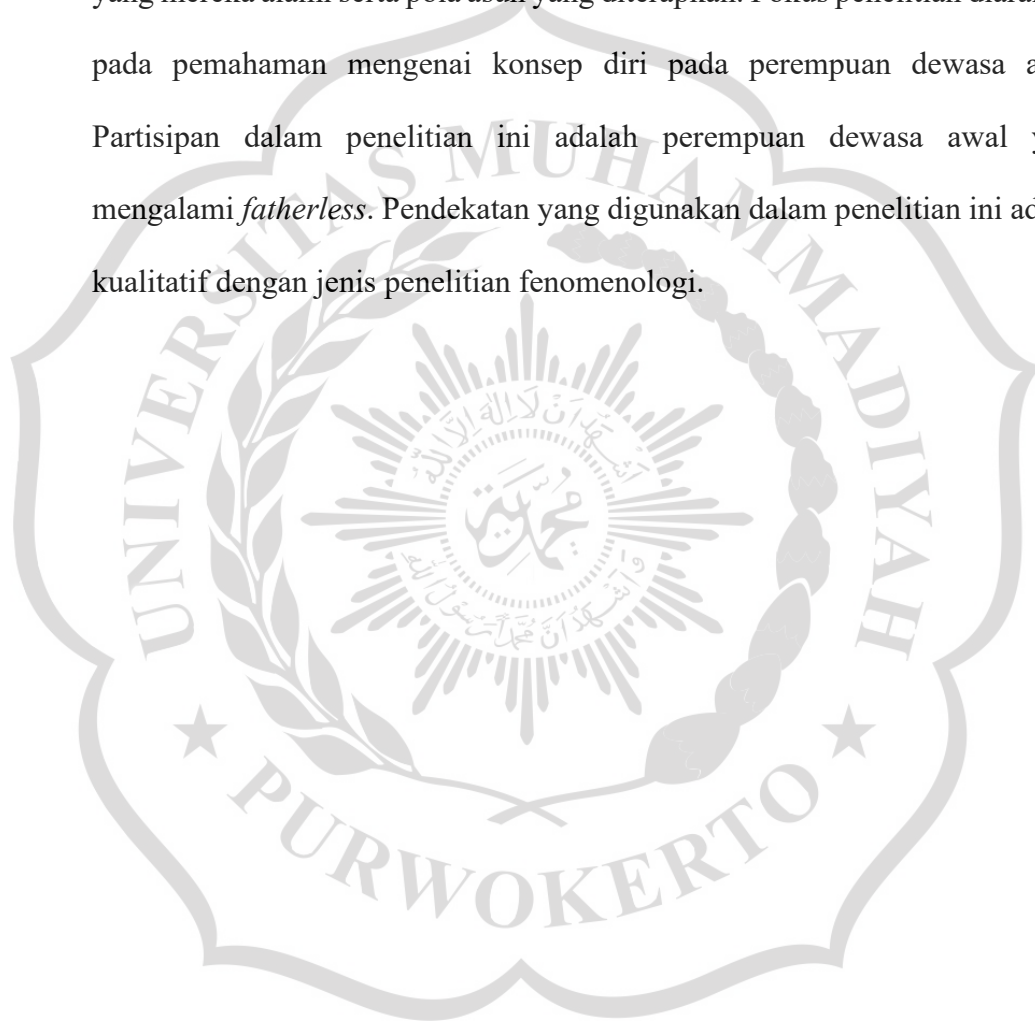 yang mereka alami serta pola asuh yang diterapkan. Fokus penelitian
pada pemahaman mengenai konsep diri pada perempuan dewasa
Partisipan dalam penelitian ini adalah perempuan dewasa awal
mengalami fatherless. Pendekatan yang digunakan dalam penelitian ini
kualitatif dengan jenis penelitian fenomenologi.
UNIVERSITAS MUHAMMADIYAH
PURWOKERTO